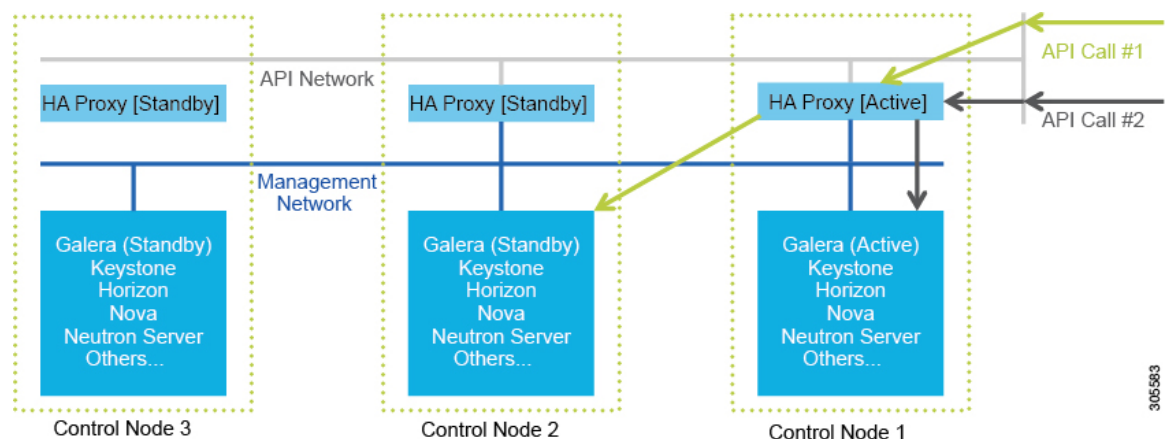 API Call #1
API Network
HA Proxy [Standby]
HA Proxy [Standby]
HA Proxy [Active]
API Call #2
Management
Network
Galera (Standby)
Keystone
Horizon
Nova
Neutron Server
Others...
Galera (Standby)
Keystone
Horizon
Nova
Neutron Server
Others...
Galera (Active)
Keystone
Horizon
Nova
Neutron Server
Others...
305583
Control Node 3
Control Node 2
Control Node 1